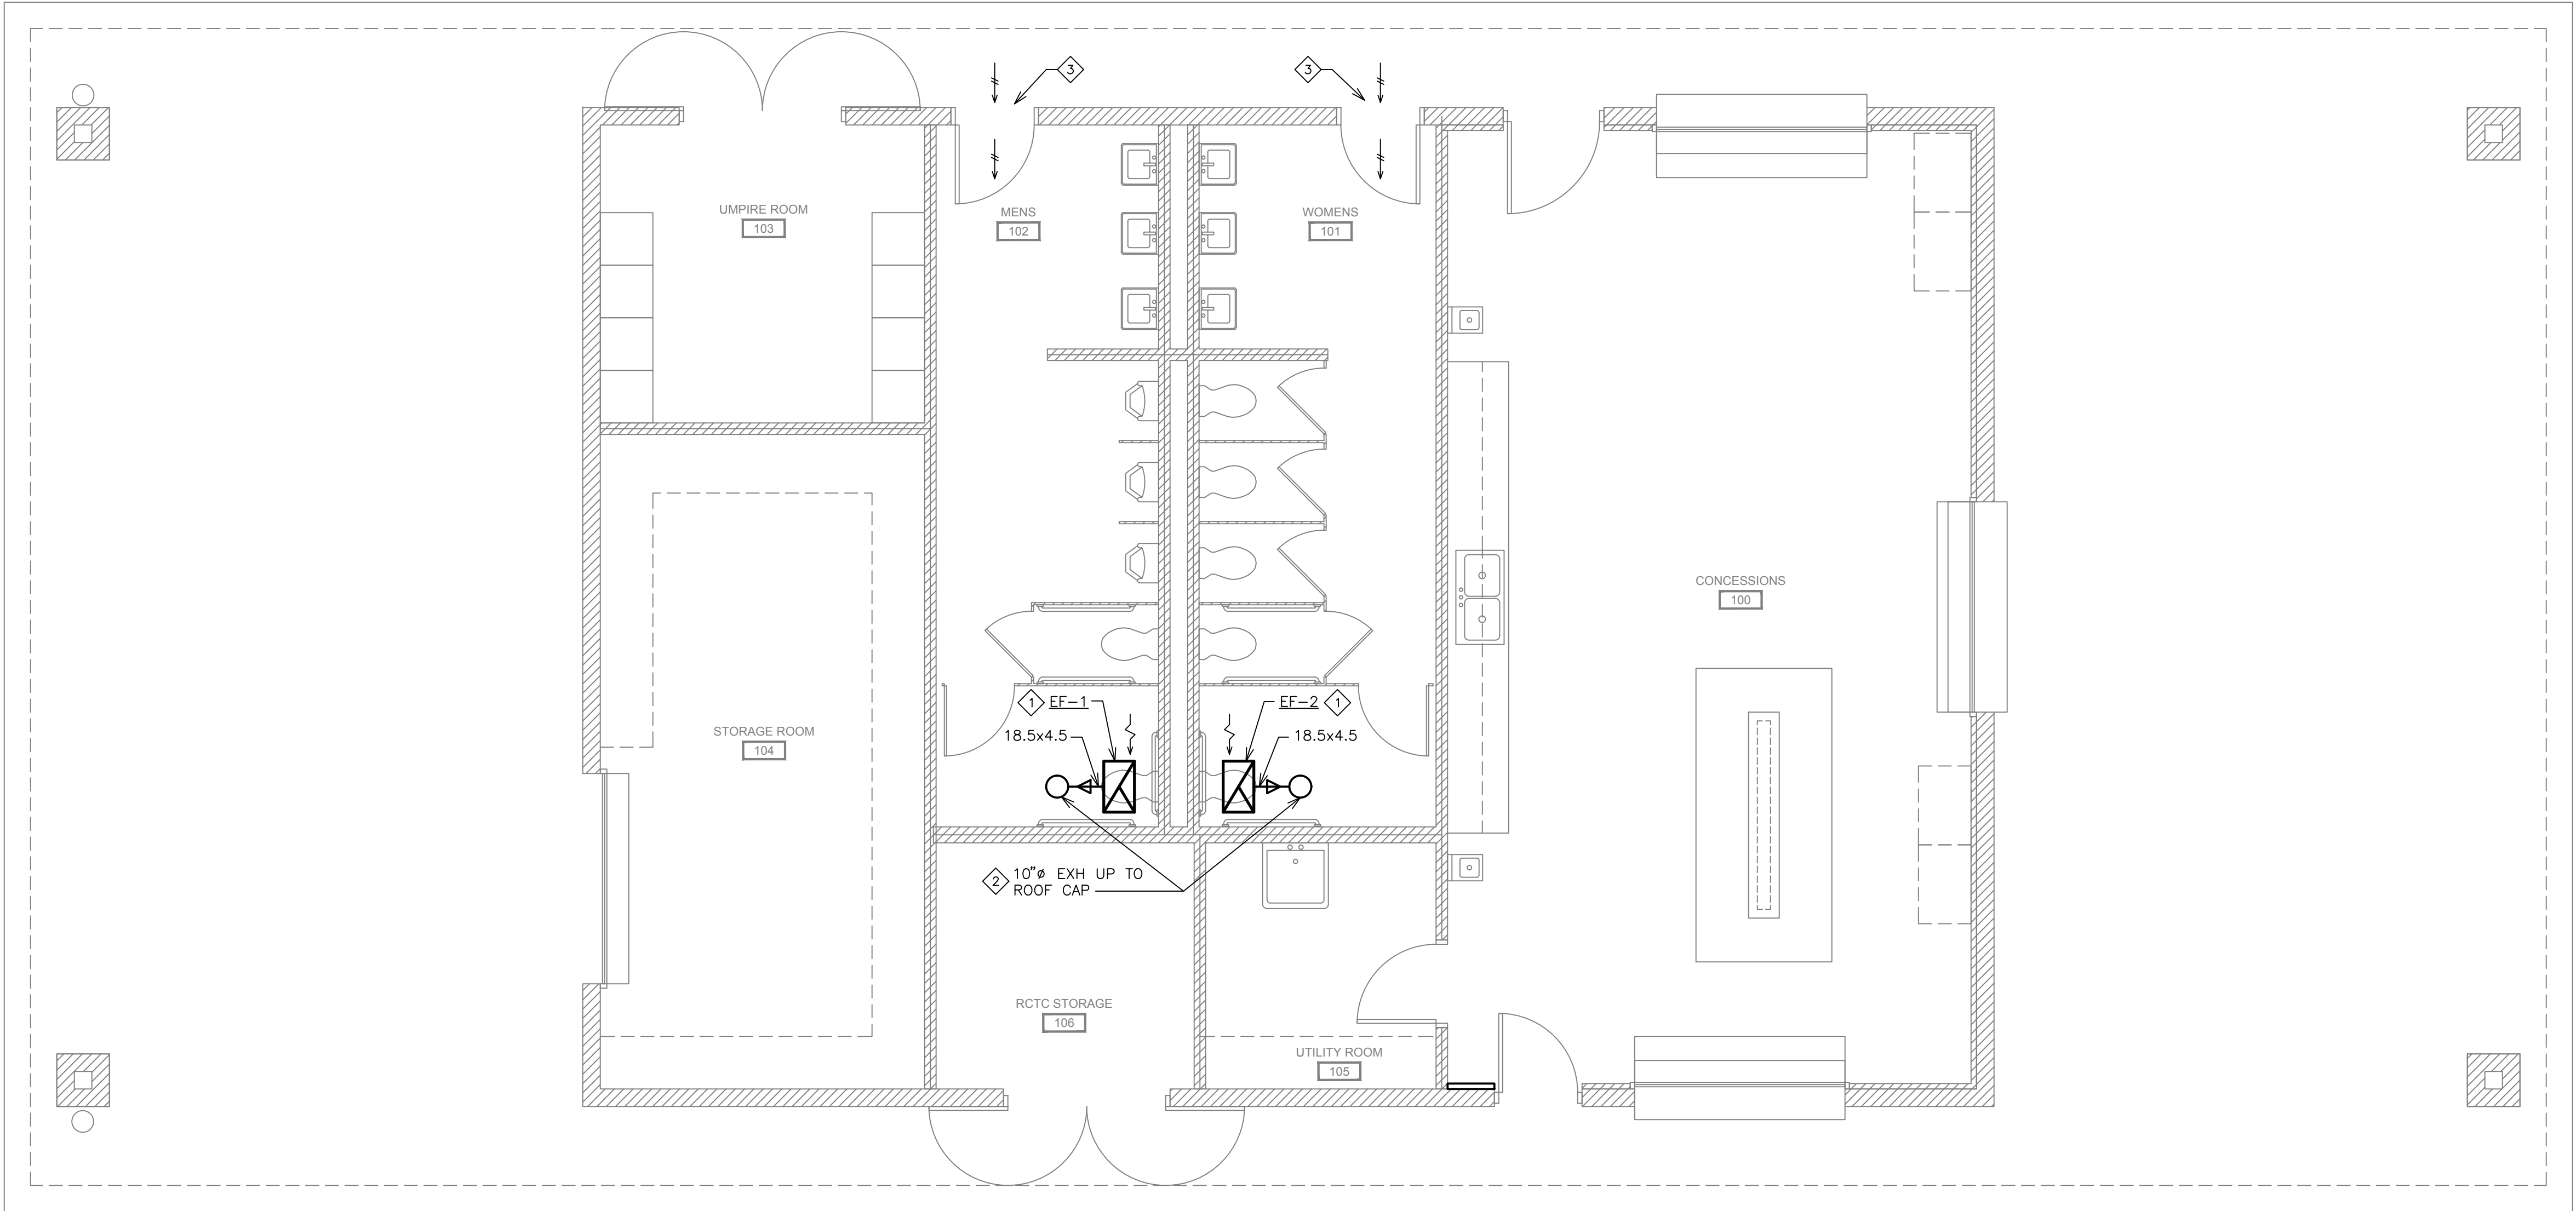 3
3
UMPIRE ROOM
103
MENS
102
WOMENS
101
CONCESSIONS
100
STORAGE ROOM
104
1 EF-1
EF-2 1
18.5x4.5
18.5x4.5
2 10"ø EXH UP TO
ROOF CAP
RCTC STORAGE
106
UTILITY ROOM
105